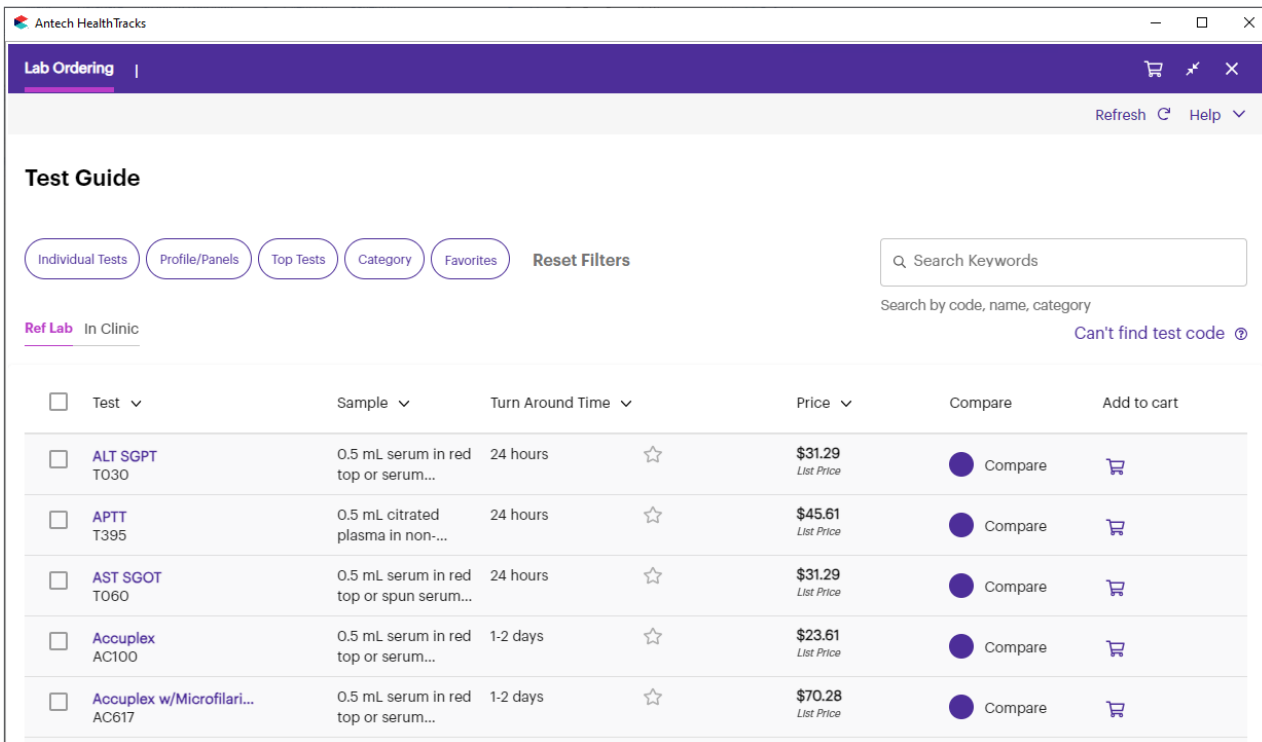 Antech HealthTracks
Lab Ordering |
Refresh Help
Test Guide
Individual Tests Profile/Panels Top Tests Category Favorites Reset Filters
Search Keywords
Search by code, name, category
Ref Lab In Clinic
Can't find test code
Test Sample Turn Around Time Price Compare Add to cart
ALT SGPT 0.5 mL serum in red 24 hours $31.29 Compare
T030 top or serum... List Price
APTT 0.5 mL citrated 24 hours $45.61 Compare
T395 plasma in non-... List Price
AST SGOT 0.5 mL serum in red 24 hours $31.29 Compare
T060 top or spun serum... List Price
Accuplex 0.5 mL serum in red 1-2 days $23.61 Compare
AC100 top or serum... List Price
Accuplex w/Microfilari... 0.5 mL serum in red 1-2 days $70.28 Compare
AC617 top or serum... List Price